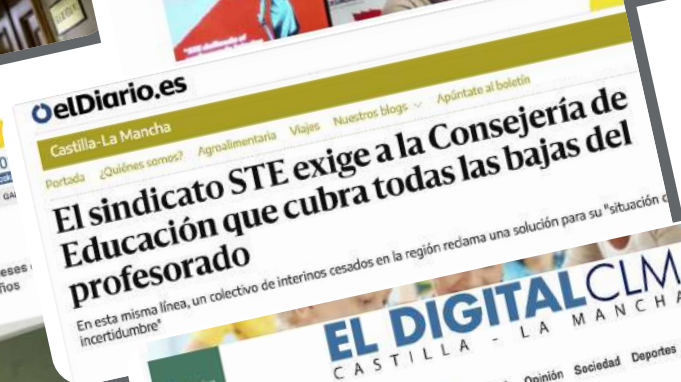 elDiario.es
Castilla-La Mancha
Portada ¿Quiénes somos? Agroalimentaria Viajes Nuestros blogs Apúntate al boletín
El sindicato STE exige a la Consejería de
Educación que cubra todas las bajas del
profesorado
En esta misma línea, un colectivo de interinos cesados en la región reclama una solución para su "situación
incertidumbre"
EL DIGITALCLM
CASTILLA - LA MANCHA
Opinión Sociedad Deportes